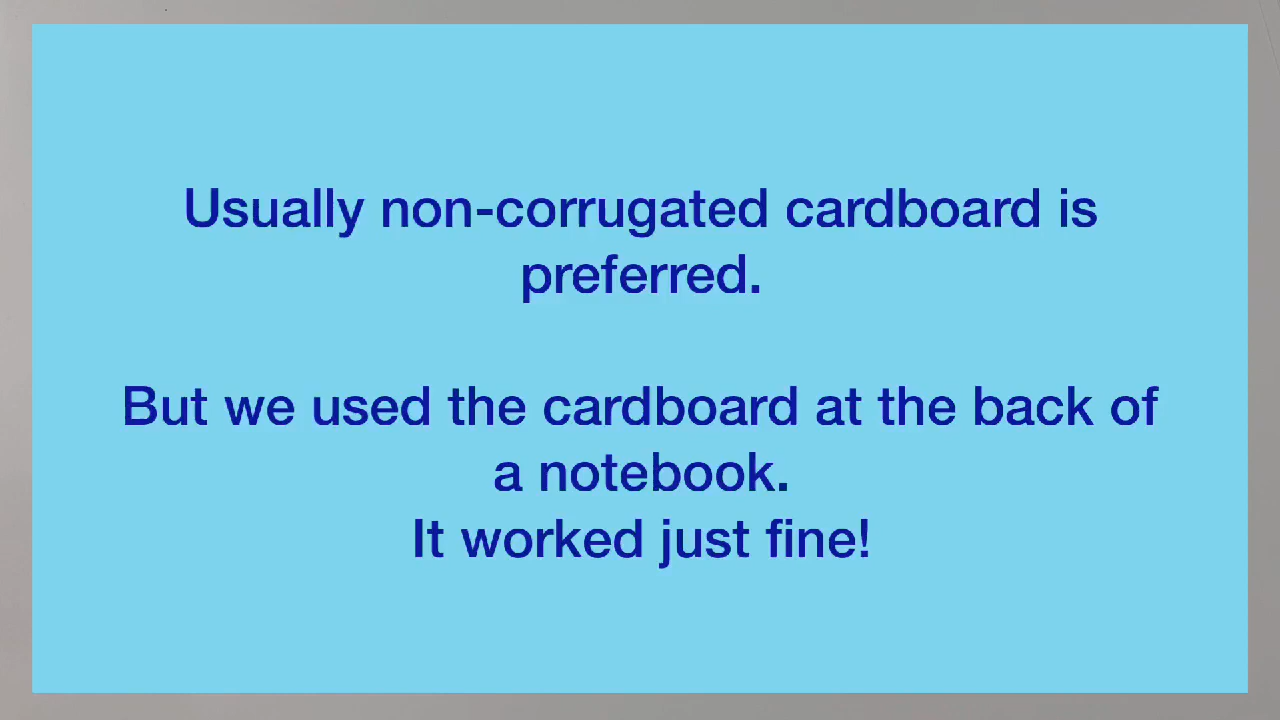 Usually non-corrugated cardboard is
preferred.
But we used the cardboard at the back of
a notebook.
It worked just fine!